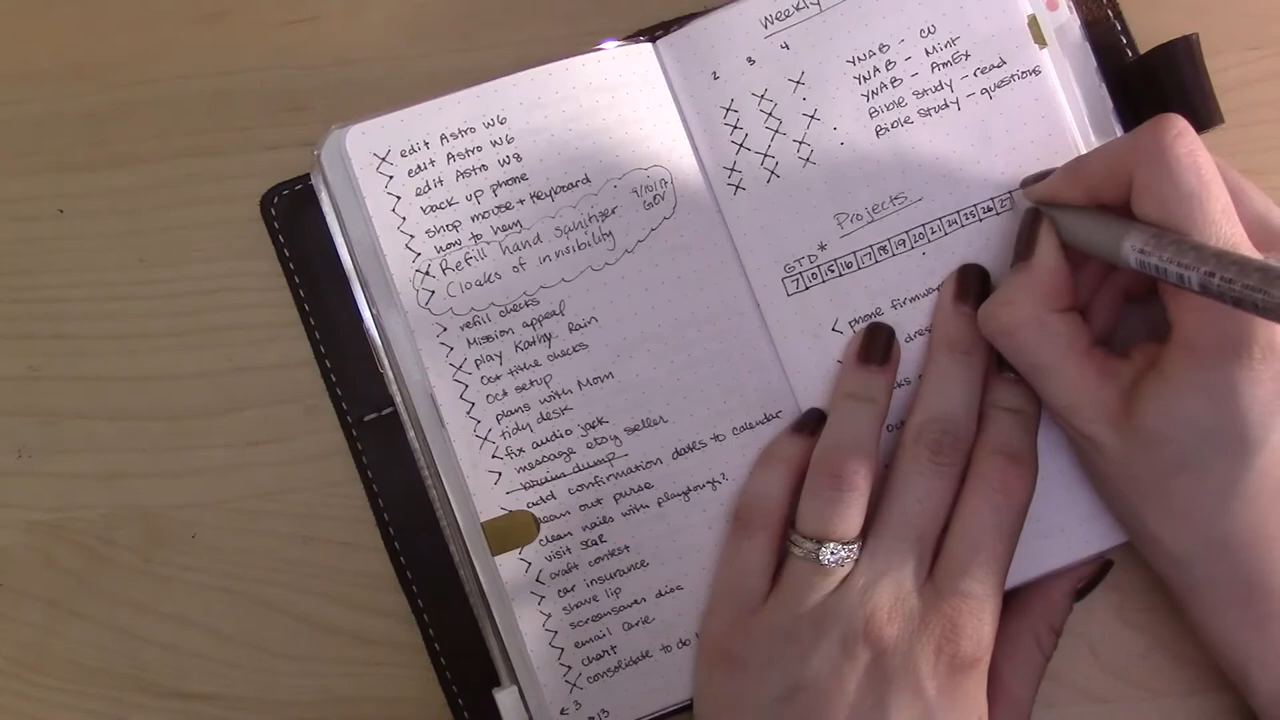 X edit Astro W6
edit Astro W6
edit Astro W8
back up phone
shop mouse + keyboard
how to hem
X Refill hand sanitizer 9/10/17
> Cloaks of invisibility GOV
> refill checks
> Mission appeal
X play Kathy Rain
Oct tithe checks
Oct setup
> plans with Mom
X tidy desk
< fix audio jack
> message etsy seller
brain dump
add confirmation dates to calendar
clean out purse
clean nails with playdough?
visit
< craft contest
> car insurance
> shave lip
screensaver disc
email Carie
> chart
X consolidate to do
< 3
13
Weekly
2 3 4
YNAB - CU
YNAB - Mint
YNAB - AmEx
Bible study - read
Bible study - questions
Projects
GTD*
7 10 15 16 17 18 19 20 21 24 25 26 27
< phone firmware